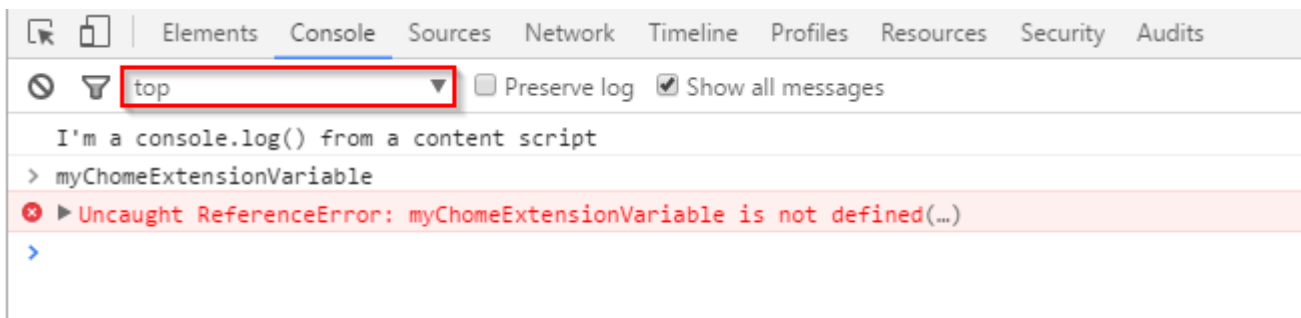 Elements Console Sources Network Timeline Profiles Resources Security Audits
top Preserve log Show all messages
I'm a console.log() from a content script
> myChomeExtensionVariable
Uncaught ReferenceError: myChomeExtensionVariable is not defined(…)
>